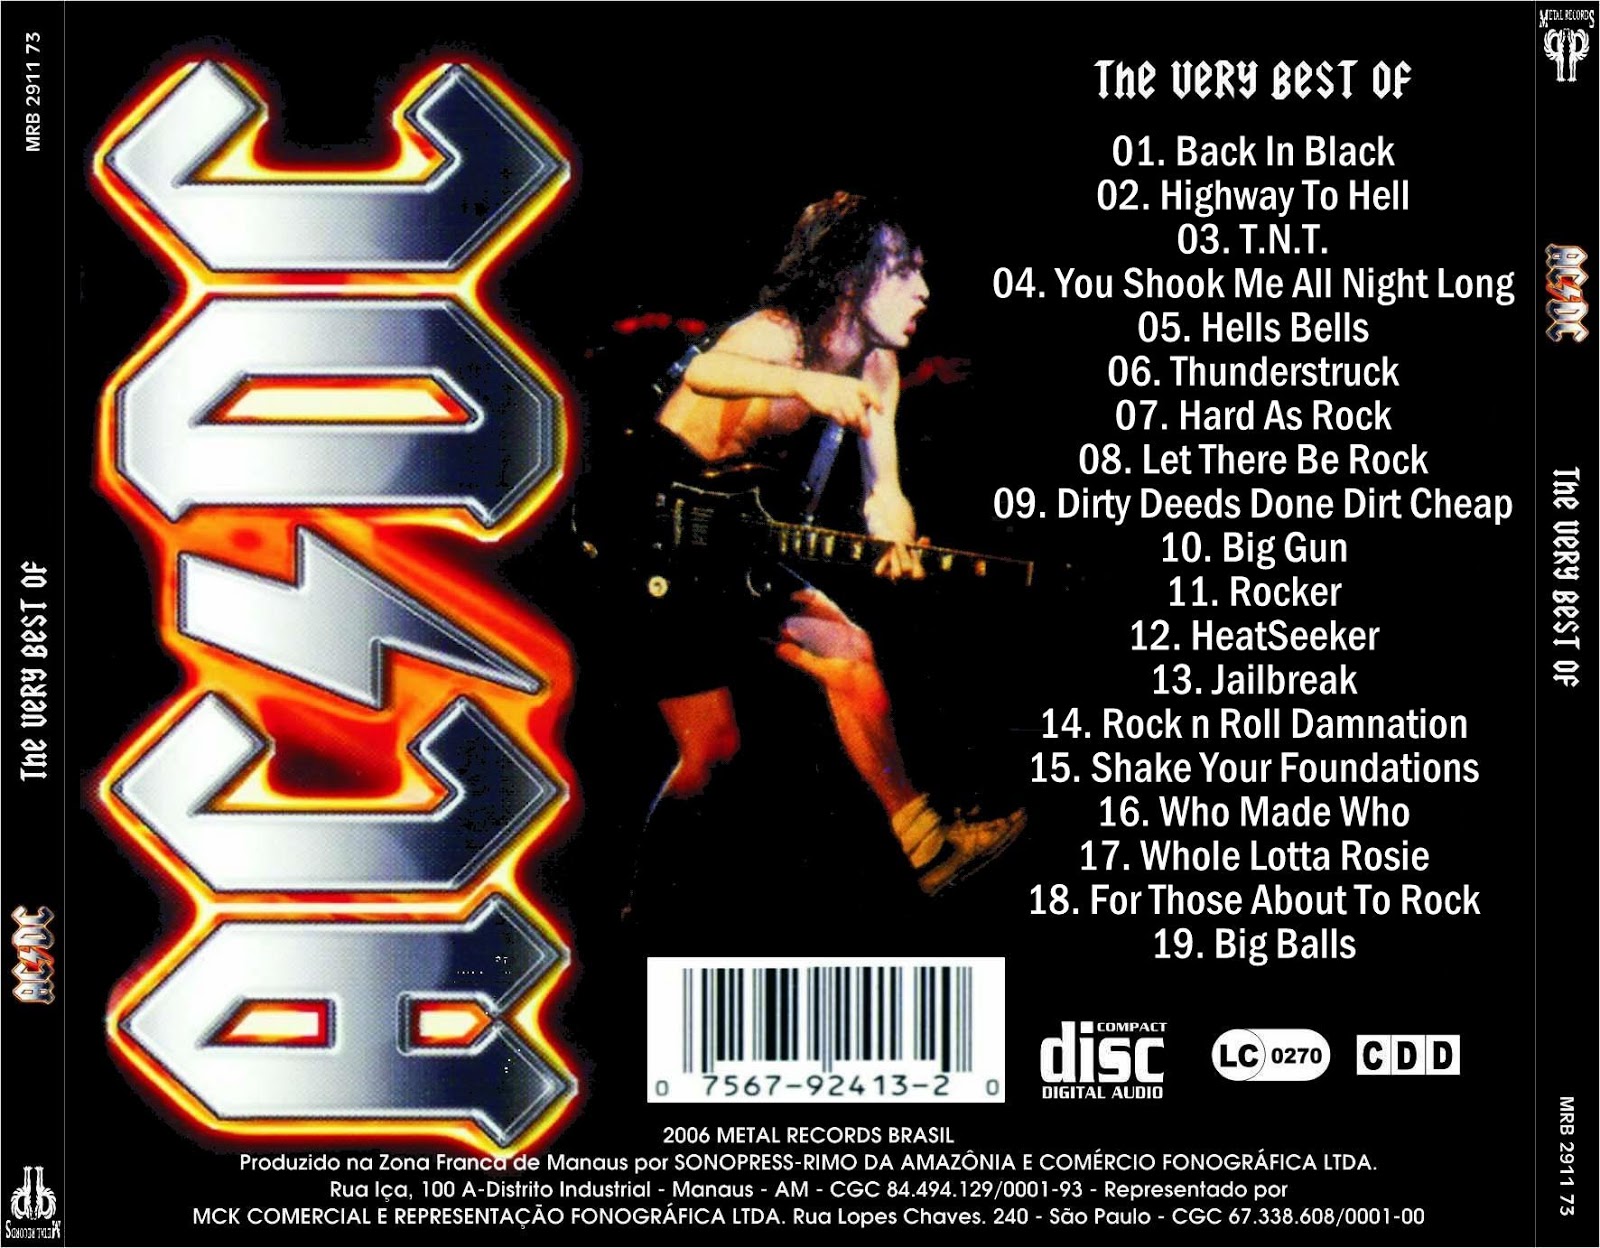 MRB 2911 73
The Very Best Of
AC/DC
METAL RECORDS
AC/DC
The Very Best Of
01. Back In Black
02. Highway To Hell
03. T.N.T.
04. You Shook Me All Night Long
05. Hells Bells
06. Thunderstruck
07. Hard As Rock
08. Let There Be Rock
09. Dirty Deeds Done Dirt Cheap
10. Big Gun
11. Rocker
12. HeatSeeker
13. Jailbreak
14. Rock n Roll Damnation
15. Shake Your Foundations
16. Who Made Who
17. Whole Lotta Rosie
18. For Those About To Rock
19. Big Balls
0 7567-92413-2 0
COMPACT
disc
DIGITAL AUDIO
LC 0270
CDD
2006 METAL RECORDS BRASIL
Produzido na Zona Franca de Manaus por SONOPRESS-RIMO DA AMAZÔNIA E COMÉRCIO FONOGRÁFICA LTDA.
Rua Iça, 100 A-Distrito Industrial - Manaus - AM - CGC 84.494.129/0001-93 - Representado por
MCK COMERCIAL E REPRESENTAÇÃO FONOGRÁFICA LTDA. Rua Lopes Chaves. 240 - São Paulo - CGC 67.338.608/0001-00
METAL RECORDS
AC/DC
The Very Best Of
MRB 2911 73